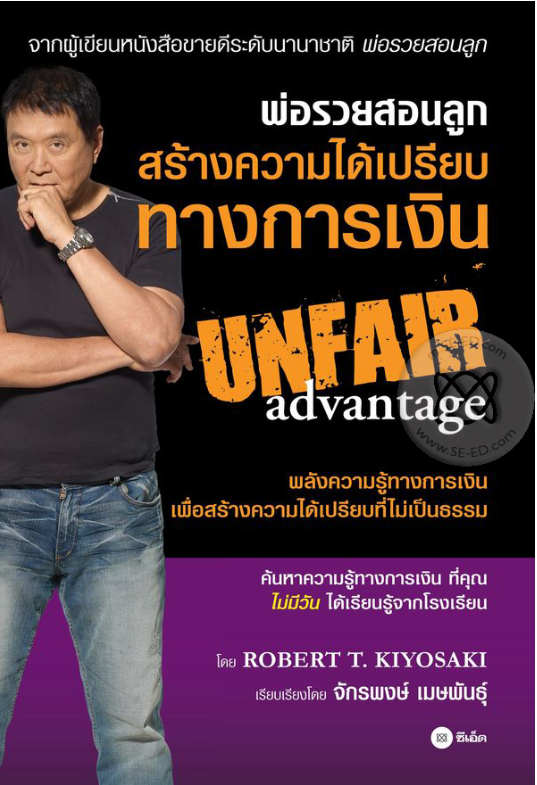 จากผู้เขียนหนังสือขายดีระดับนานาชาติ พ่อรวยสอนลูก
พ่อรวยสอนลูก
สร้างความได้เปรียบ
ทางการเงิน
UNFAIR
advantage
www.SE-ED.com
พลังความรู้ทางการเงิน
เพื่อสร้างความได้เปรียบที่ไม่เป็นธรรม
ค้นหาความรู้ทางการเงิน ที่คุณ
ไม่มีวัน ได้เรียนรู้จากโรงเรียน
โดย ROBERT T. KIYOSAKI
เรียบเรียงโดย จักรพงษ์ เมษพันธุ์
ซีเอ็ด